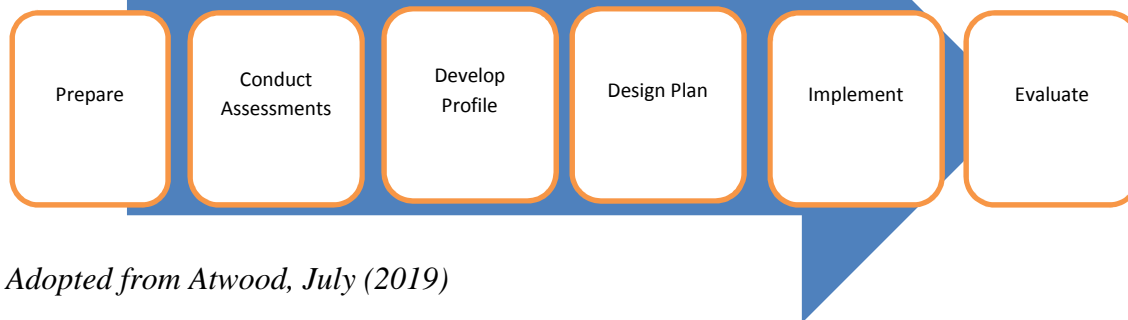 Prepare
Conduct
Assessments
Develop
Profile
Design Plan
Implement
Evaluate
Adopted from Atwood, July (2019)